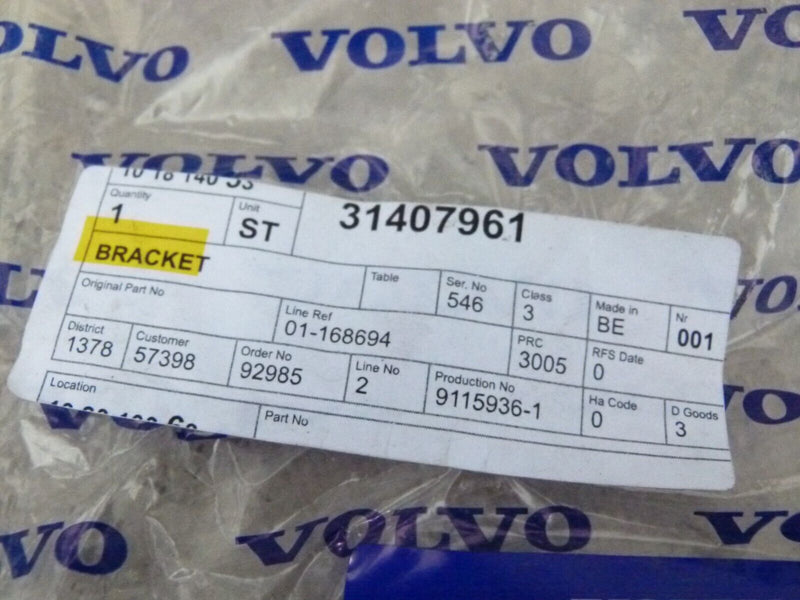 VOLVO VOLVO
VOLVO VOLVO
Quantity
1
Unit
ST
31407961
BRACKET
Table
Ser. No
546
Class
3
Made in
BE
Nr
001
Original Part No
Line Ref
01-168694
PRC
3005
RFS Date
0
District
1378
Customer
57398
Order No
92985
Line No
2
Production No
9115936-1
Ha Code
0
D Goods
3
Location
Part No
VOLVO